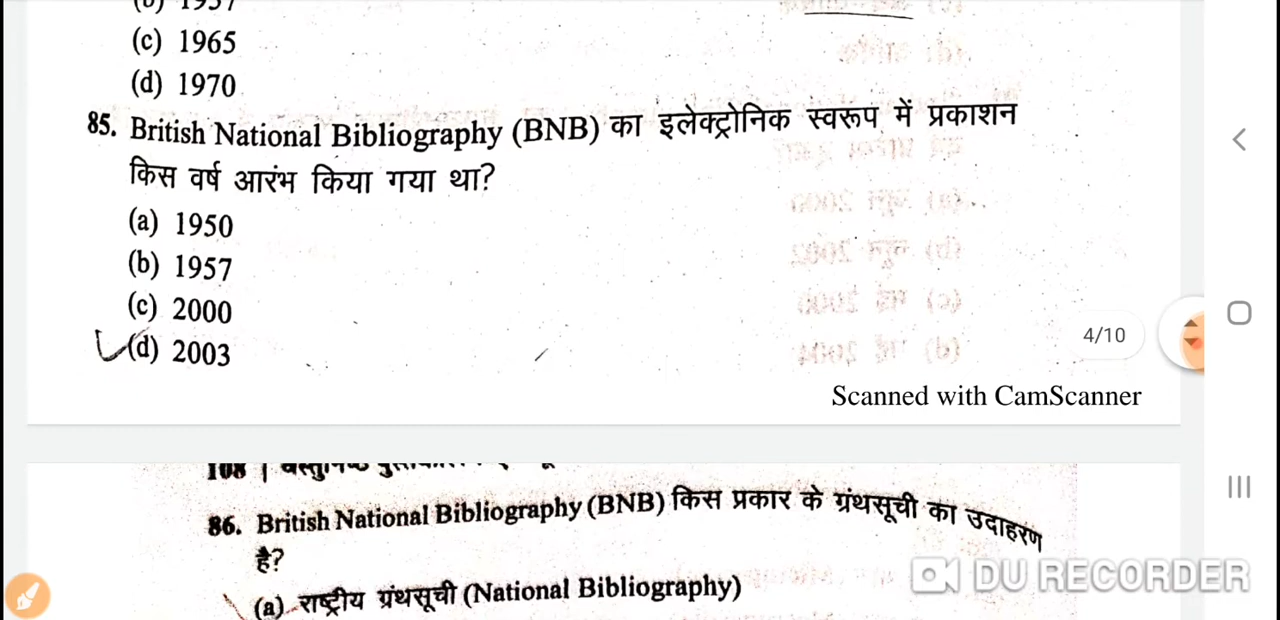 (b) 1957
(c) 1965
(d) 1970
85. British National Bibliography (BNB) का इलेक्ट्रोनिक स्वरूप में प्रकाशन
किस वर्ष आरंभ किया गया था?
(a) 1950
(b) 1957
(c) 2000
(d) 2003
4/10
Scanned with CamScanner
108 |
86. British National Bibliography (BNB) किस प्रकार के ग्रंथसूची का उदाहरण
है?
(a) राष्ट्रीय ग्रंथसूची (National Bibliography)
DU RECORDER